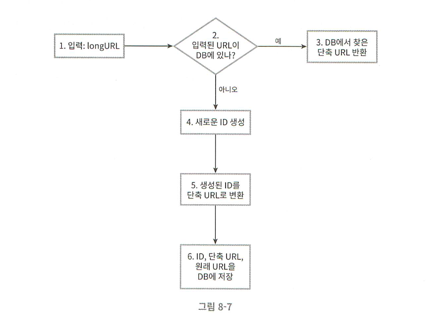 1. 입력: longURL
2.
입력된 URL이
DB에 있나?
예
3. DB에서 찾은
단축 URL 반환
아니오
4. 새로운 ID 생성
5. 생성된 ID를
단축 URL로 변환
6. ID, 단축 URL,
원래 URL을
DB에 저장
그림 8-7